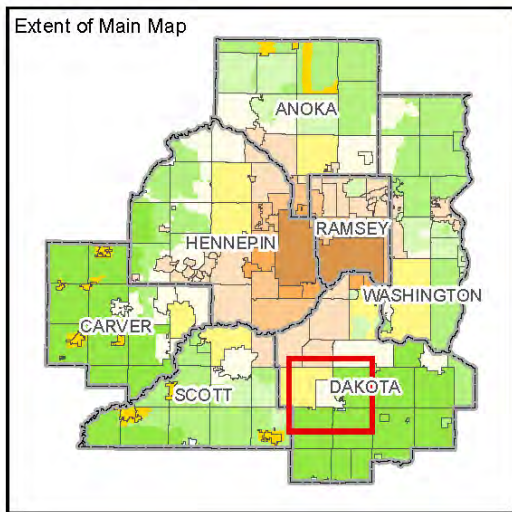 Extent of Main Map
ANOKA
RAMSEY
HENNEPIN
WASHINGTON
CARVER
DAKOTA
SCOTT